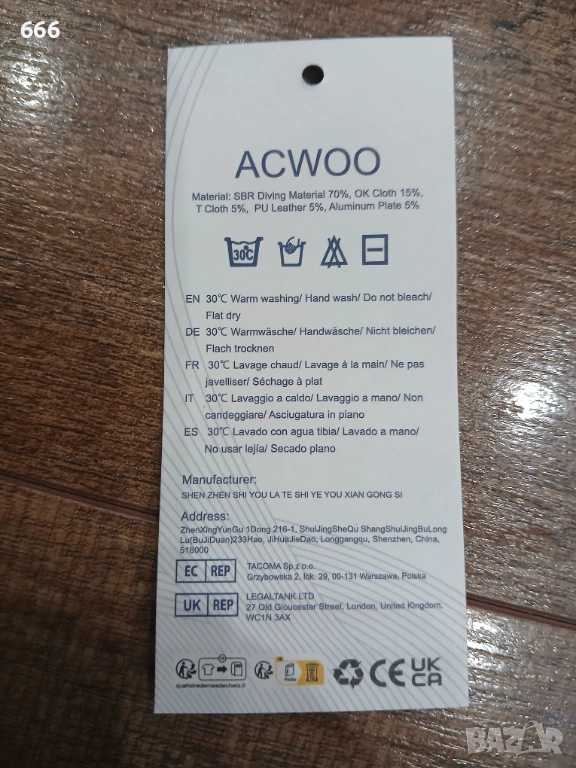 666
ACWOO
Material: SBR Diving Material 70%, OK Cloth 15%,
T Cloth 5%, PU Leather 5%, Aluminum Plate 5%
30°C
EN 30℃ Warm washing/ Hand wash/ Do not bleach/
Flat dry
DE 30℃ Warmwäsche/ Handwäsche/ Nicht bleichen/
Flach trocknen
FR 30℃ Lavage chaud/ Lavage à la main/ Ne pas
javelliser/ Séchage à plat
IT 30℃ Lavaggio a caldo/ Lavaggio a mano/ Non
candeggiare/ Asciugatura in piano
ES 30℃ Lavado con agua tibia/ Lavado a mano/
No usar lejía/ Secado plano
Manufacturer:
SHEN ZHEN SHI YOU LA TE SHI YE YOU XIAN GONG SI
Address:
ZhenXingYunGu 1Dong 216-1, ShuiJingSheQu ShangShuiJingBuLong
Lu(BuJiDuan)233Hao, JiHuaJieDao, Longgangqu, Shenzhen, China,
518000
EC REP TACOMA Sp.z o.o.
Grzybowska 2, lok. 29, 00-131 Warszawa, Polska
UK REP LEGALTANK LTD
27 Old Gloucester Street, London, United Kingdom,
WC1N 3AX
CE UK
CA
quefairedemesdechets.fr
BAZAR